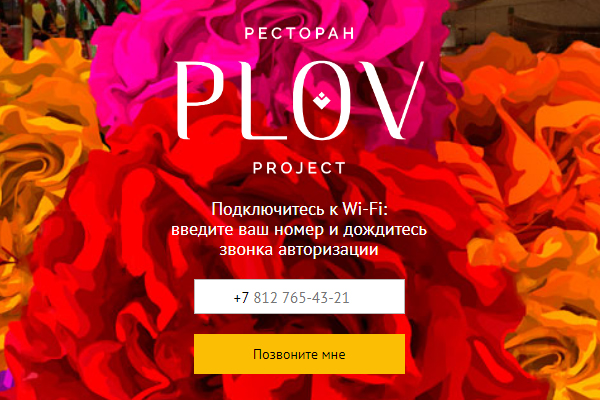 РЕСТОРАН
PLOV
PROJECT
Подключитесь к Wi-Fi:
введите ваш номер и дождитесь
звонка авторизации
+7 812 765-43-21
Позвоните мне